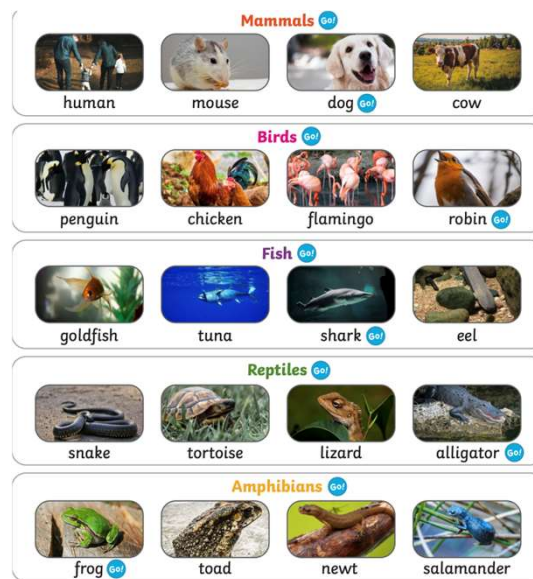 Mammals Go!
human mouse dog Go! cow
Birds Go!
penguin chicken flamingo robin Go!
Fish Go!
goldfish tuna shark Go! eel
Reptiles Go!
snake tortoise lizard alligator Go!
Amphibians Go!
frog Go! toad newt salamander